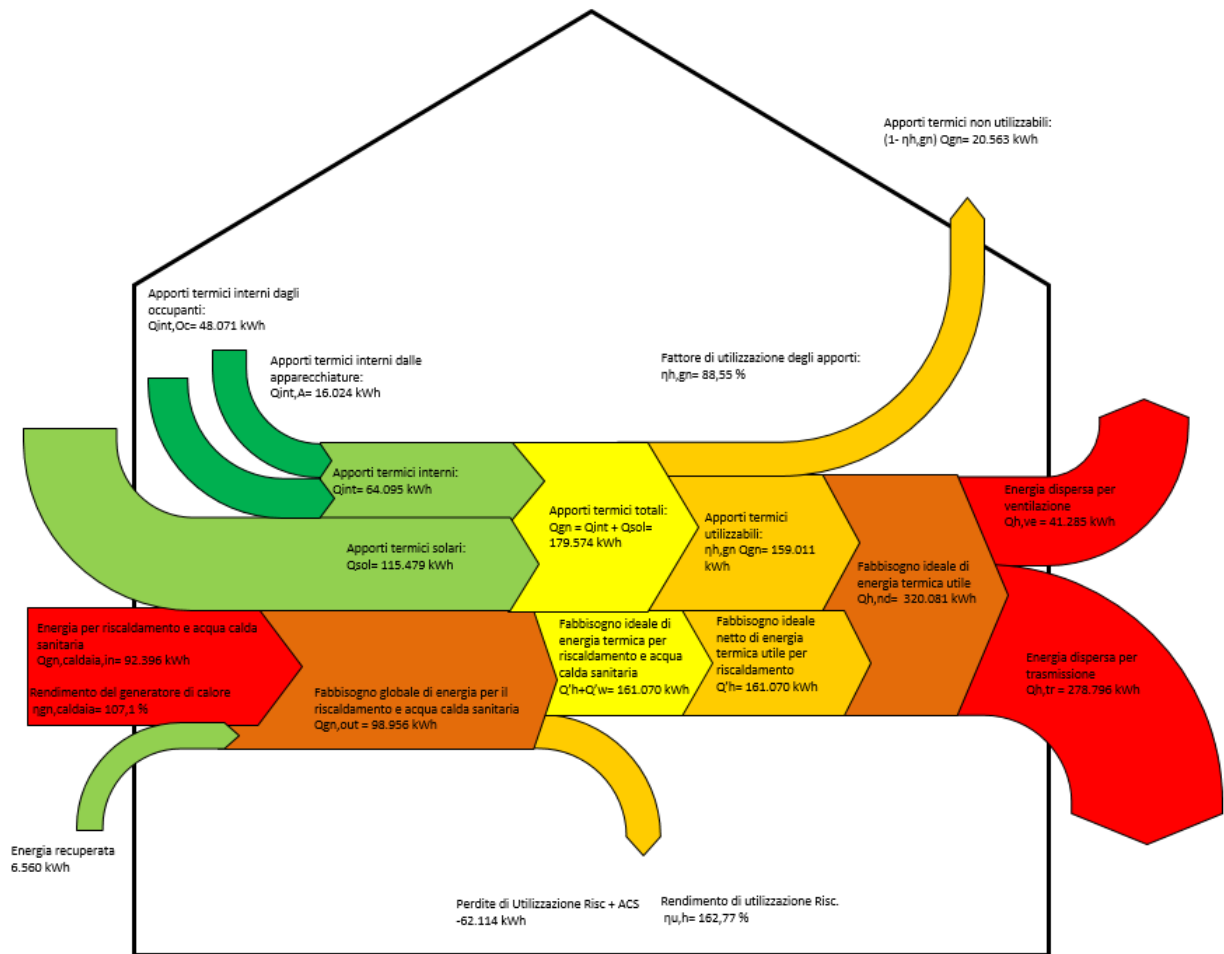 Apporti termici non utilizzabili:
(1- ηh,gn) Qgn= 20.563 kWh
Apporti termici interni dagli
occupanti:
Qint,Oc= 48.071 kWh
Apporti termici interni dalle
apparecchiature:
Qint,A= 16.024 kWh
Fattore di utilizzazione degli apporti:
ηh,gn= 88,55 %
Apporti termici interni:
Qint= 64.095 kWh
Apporti termici solari:
Qsol= 115.479 kWh
Apporti termici totali:
Qgn = Qint + Qsol=
179.574 kWh
Apporti termici
utilizzabili:
ηh,gn Qgn= 159.011
kWh
Fabbisogno ideale di
energia termica utile
Qh,nd=  320.081 kWh
Energia dispersa per
ventilazione
Qh,ve = 41.285 kWh
Energia dispersa per
trasmissione
Qh,tr = 278.796 kWh
Energia per riscaldamento e acqua calda
sanitaria
Qgn,caldaia,in= 92.396 kWh
Rendimento del generatore di calore
ηgn,caldaia= 107,1 %
Fabbisogno globale di energia per il
riscaldamento e acqua calda sanitaria
Qgn,out = 98.956 kWh
Fabbisogno ideale di
energia termica per
riscaldamento e acqua
calda sanitaria
Q'h+Q'w= 161.070 kWh
Fabbisogno ideale
netto di energia
termica utile per
riscaldamento
Q'h= 161.070 kWh
Energia recuperata
6.560 kWh
Perdite di Utilizzazione Risc + ACS
-62.114 kWh
Rendimento di utilizzazione Risc.
ηu,h= 162,77 %